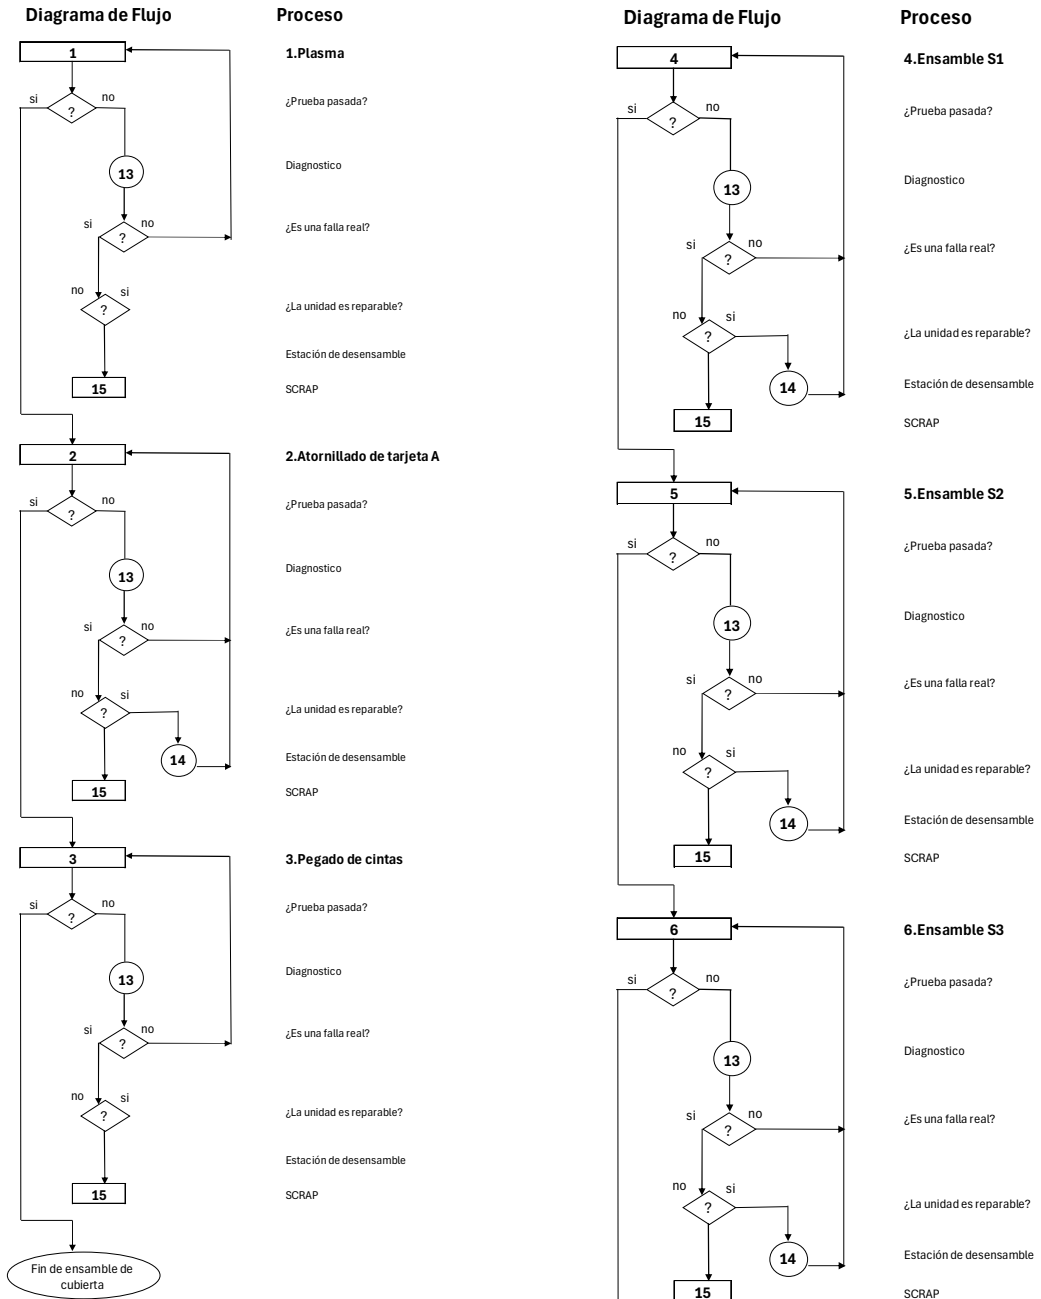 Diagrama de Flujo
Proceso
1
1.Plasma
si
no
?
¿Prueba pasada?
13
Diagnostico
si
no
?
¿Es una falla real?
no
si
?
¿La unidad es reparable?
Estación de desensamble
15
SCRAP
2
2.Atornillado de tarjeta A
si
no
?
¿Prueba pasada?
13
Diagnostico
si
no
?
¿Es una falla real?
no
si
?
¿La unidad es reparable?
14
Estación de desensamble
15
SCRAP
3
3.Pegado de cintas
si
no
?
¿Prueba pasada?
13
Diagnostico
si
no
?
¿Es una falla real?
no
si
?
¿La unidad es reparable?
Estación de desensamble
15
SCRAP
Fin de ensamble de
cubierta
Diagrama de Flujo
Proceso
4
4.Ensamble S1
si
no
?
¿Prueba pasada?
13
Diagnostico
si
no
?
¿Es una falla real?
no
si
?
¿La unidad es reparable?
14
Estación de desensamble
15
SCRAP
5
5.Ensamble S2
si
no
?
¿Prueba pasada?
13
Diagnostico
si
no
?
¿Es una falla real?
no
si
?
¿La unidad es reparable?
14
Estación de desensamble
15
SCRAP
6
6.Ensamble S3
si
no
?
¿Prueba pasada?
13
Diagnostico
si
no
?
¿Es una falla real?
no
si
?
¿La unidad es reparable?
14
Estación de desensamble
15
SCRAP